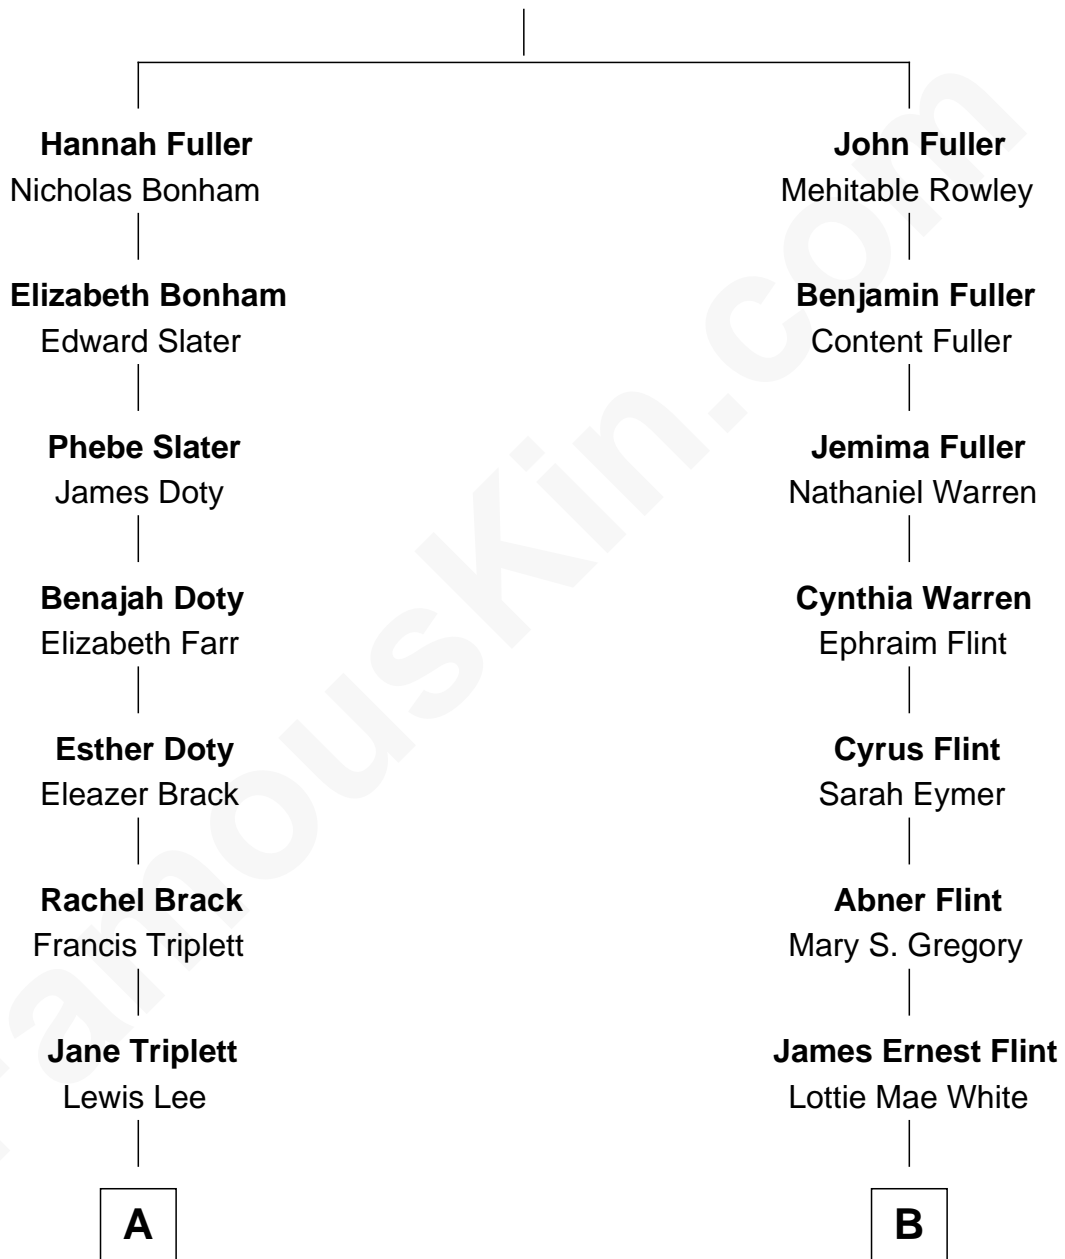 Hannah Fuller
Nicholas Bonham
Elizabeth Bonham
Edward Slater
Phebe Slater
James Doty
Benajah Doty
Elizabeth Farr
Esther Doty
Eleazer Brack
Rachel Brack
Francis Triplett
Jane Triplett
Lewis Lee
A
John Fuller
Mehitable Rowley
Benjamin Fuller
Content Fuller
Jemima Fuller
Nathaniel Warren
Cynthia Warren
Ephraim Flint
Cyrus Flint
Sarah Eymer
Abner Flint
Mary S. Gregory
James Ernest Flint
Lottie Mae White
B
FamousKin.com